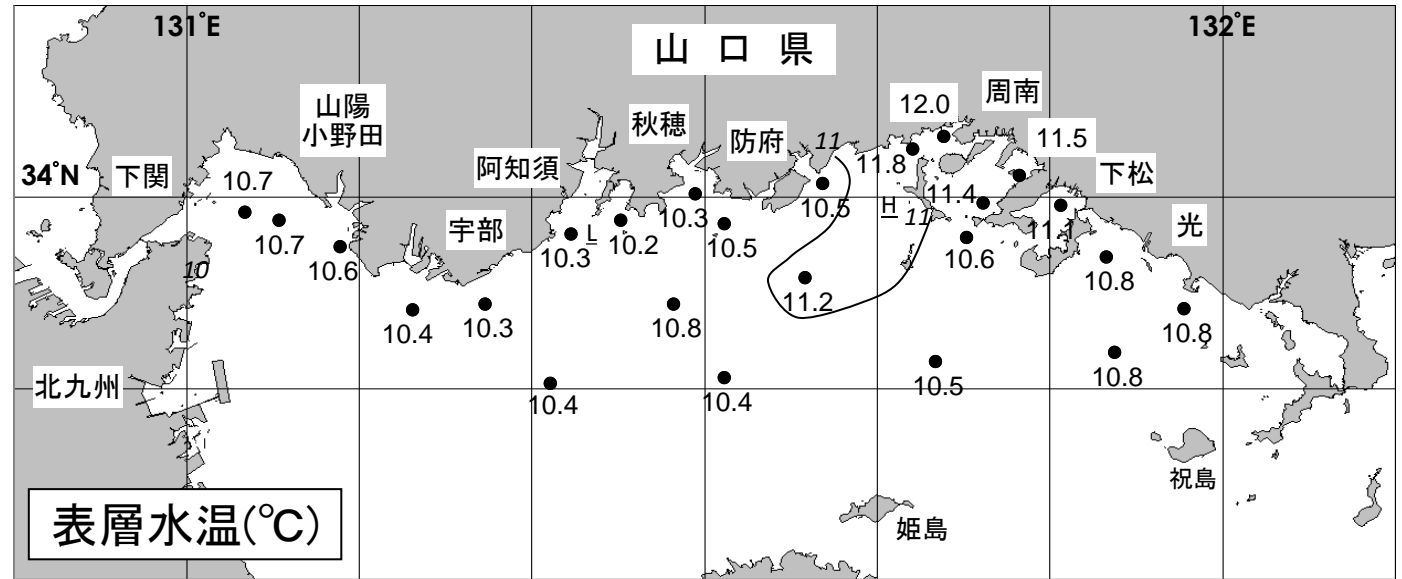 131°E
132°E
山 口 県
12.0
周南
山陽
小野田
秋穂
防府
11
11.8
11.5
34°N
下関
10.7
阿知須
11.4
下松
10.3
10.5
H
11
11.1
10.7
宇部
10.3
L
10.2
10.5
10.6
光
10
10.6
10.8
11.2
10.4
10.3
10.8
10.8
北九州
10.4
10.4
10.5
10.8
祝島
表層水温(℃)
姫島